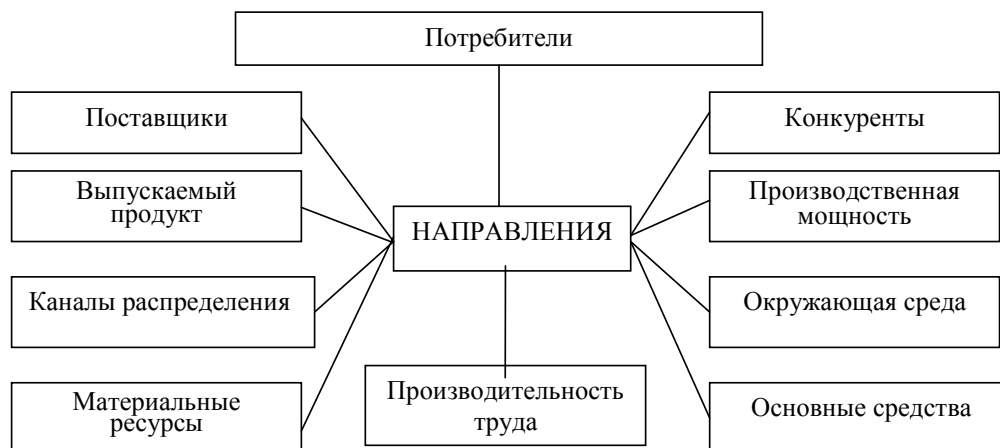 Потребители
Поставщики
Конкуренты
Выпускаемый
продукт
Производственная
мощность
НАПРАВЛЕНИЯ
Каналы распределения
Окружающая среда
Производительность
труда
Материальные
ресурсы
Основные средства